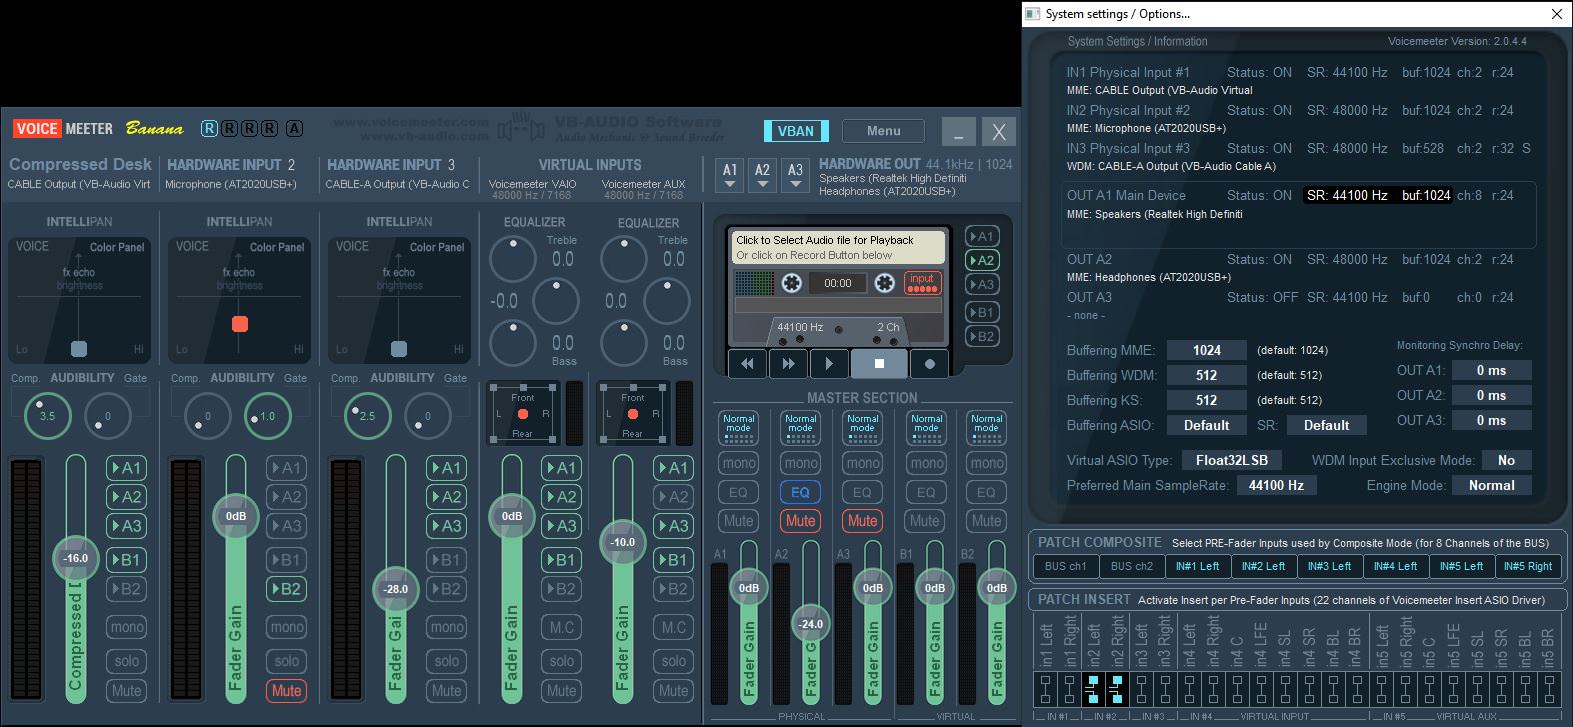 System settings / Options...
System Settings / Information
Voicemeeter Version: 2.0.4.4
IN1 Physical Input #1 Status: ON SR: 44100 Hz buf:1024 ch:2 r:24
MME: CABLE Output (VB-Audio Virtual
IN2 Physical Input #2 Status: ON SR: 48000 Hz buf:1024 ch:2 r:24
MME: Microphone (AT2020USB+)
IN3 Physical Input #3 Status: ON SR: 48000 Hz buf:528 ch:2 r:32 S
WDM: CABLE-A Output (VB-Audio Cable A)
OUT A1 Main Device Status: ON SR: 44100 Hz buf:1024 ch:8 r:24
MME: Speakers (Realtek High Definiti
OUT A2 Status: ON SR: 48000 Hz buf:1024 ch:2 r:24
MME: Headphones (AT2020USB+)
OUT A3 Status: OFF SR: 44100 Hz buf:0 ch:0 r:24
- none -
Buffering MME: 1024 (default: 1024)
Buffering WDM: 512 (default: 512)
Buffering KS: 512 (default: 512)
Buffering ASIO: Default SR: Default
Monitoring Synchro Delay:
OUT A1: 0 ms
OUT A2: 0 ms
OUT A3: 0 ms
Virtual ASIO Type: Float32LSB WDM Input Exclusive Mode: No
Preferred Main SampleRate: 44100 Hz Engine Mode: Normal
PATCH COMPOSITE Select PRE-Fader Inputs used by Composite Mode (for 8 Channels of the BUS)
BUS ch1 BUS ch2 IN#1 Left IN#2 Left IN#3 Left IN#4 Left IN#5 Left IN#5 Right
PATCH INSERT Activate Insert per Pre-Fader Inputs (22 channels of Voicemeeter Insert ASIO Driver)
in1 Left in1 Right in2 Left in2 Right in3 Left in3 Right in4 Left in4 Right in4 C in4 LFE in4 SL in4 SR in4 BL in4 BR in5 Left in5 Right in5 C in5 LFE in5 SL in5 SR in5 BL in5 BR
IN #1 IN #2 IN #3 IN #4 VIRTUAL INPUT IN #5 VIRTUAL AUX
VOICE MEETER Banana R R R R A
www.voicemeeter.com
www.vb-audio.com
VB-AUDIO Software
Audio Mechanic & Sound Breeder
VBAN Menu _ X
Compressed Desk HARDWARE INPUT 2 HARDWARE INPUT 3 VIRTUAL INPUTS
CABLE Output (VB-Audio Virt Microphone (AT2020USB+) CABLE-A Output (VB-Audio C Voicemeeter VAIO Voicemeeter AUX
48000 Hz / 7168 48000 Hz / 7168
A1 A2 A3 HARDWARE OUT 44.1kHz | 1024
Speakers (Realtek High Definiti
Headphones (AT2020USB+)
INTELLIPAN INTELLIPAN INTELLIPAN EQUALIZER EQUALIZER
VOICE Color Panel VOICE Color Panel VOICE Color Panel Treble Treble
fx echo fx echo fx echo 0.0 0.0
brightness brightness brightness
-0.0 0.0
0.0 0.0
Lo Hi Lo Hi Lo Hi Bass Bass
Click to Select Audio file for Playback
Or click on Record Button below
00:00 input
44100 Hz 2 Ch
A1
A2
A3
B1
B2
Comp. AUDIBILITY Gate Comp. AUDIBILITY Gate Comp. AUDIBILITY Gate
3.5 0 0 1.0 2.5 0
Front Front
L R L R
Rear Rear
MASTER SECTION
Normal mode Normal mode Normal mode Normal mode Normal mode
mono mono mono mono mono
EQ EQ EQ EQ EQ
Mute Mute Mute Mute Mute
A1 A1 A1 A1 A1
A2 A2 A2 A2 A2
A3 A3 A3 A3 A3
B1 B1 B1 B1 B1
B2 B2 B2 B2 B2
mono mono mono M.C M.C
solo solo solo solo solo
Mute Mute Mute Mute Mute
-16.0 0dB -28.0 0dB -10.0
Compressed D Fader Gain Fader Gai Fader Gain Fader Gain
A1 A2 A3 B1 B2
0dB -24.0 0dB 0dB 0dB
Fader Gain Fader Gain Fader Gain Fader Gain Fader Gain
PHYSICAL VIRTUAL